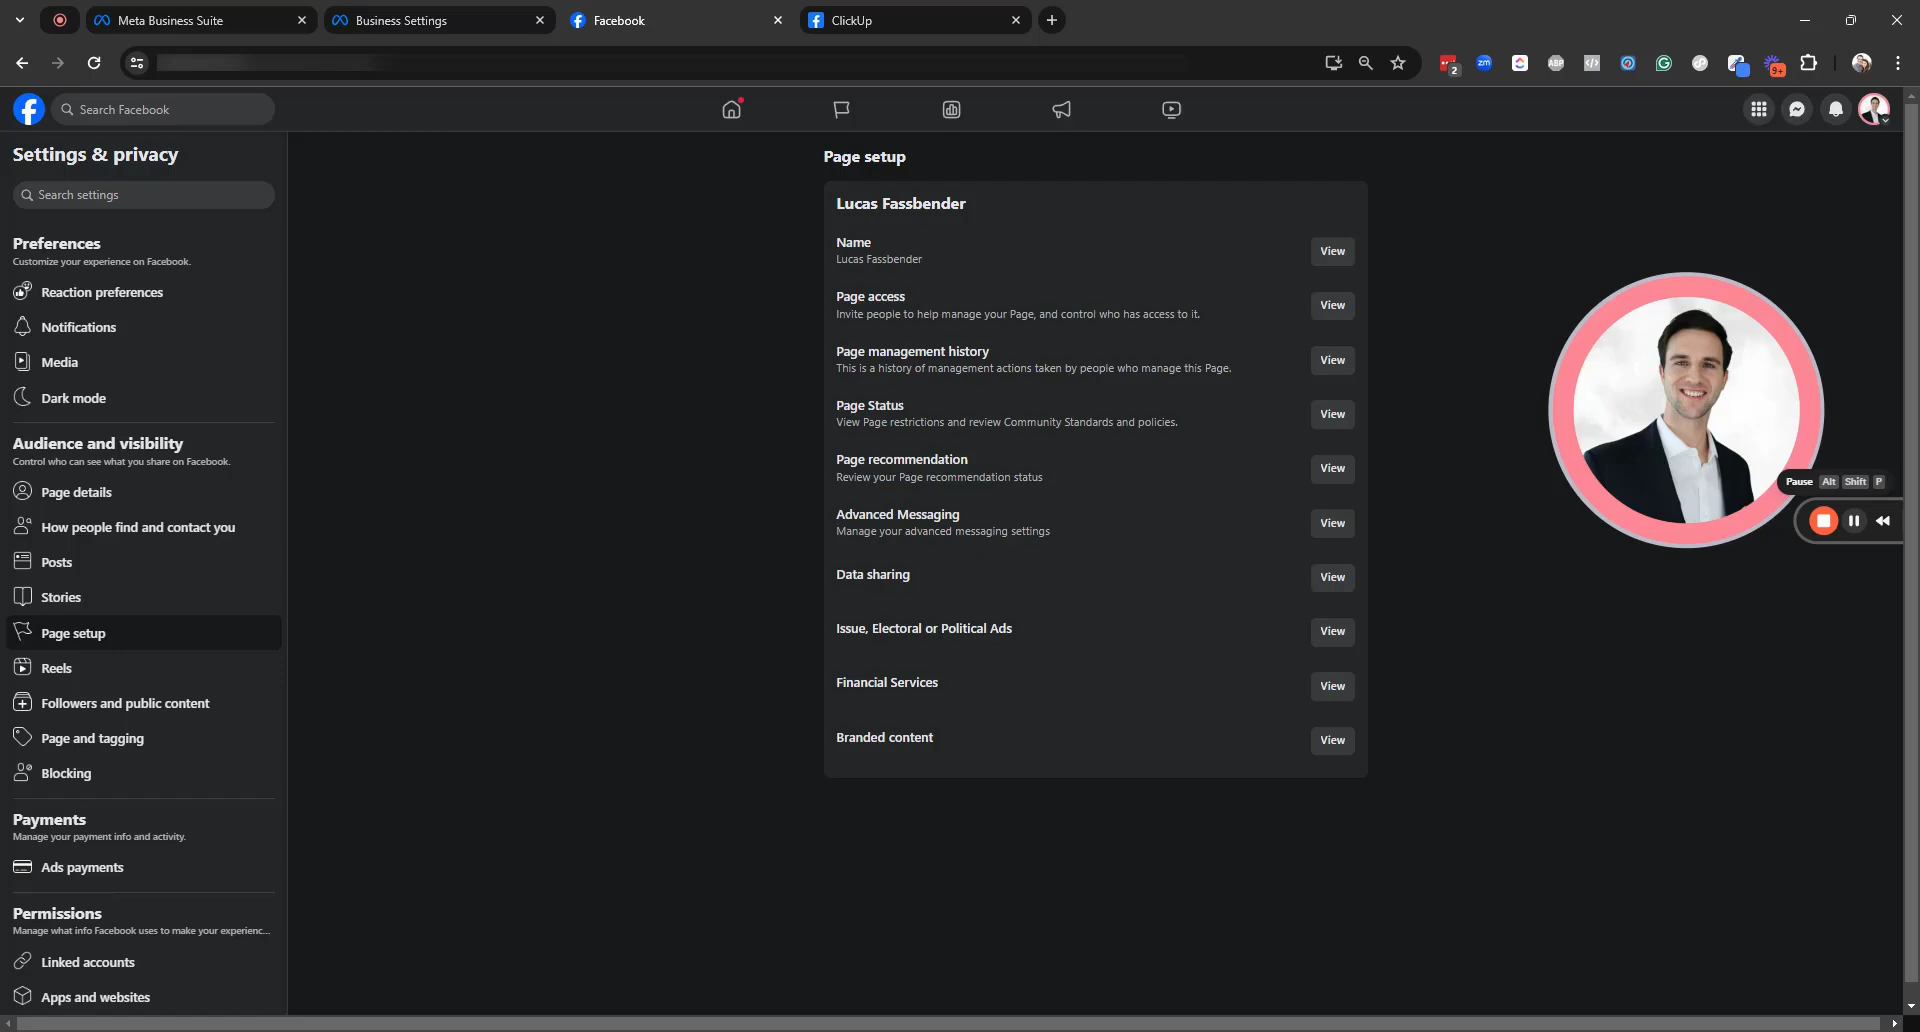 Meta Business Suite
Business Settings
Facebook
ClickUp
2
zm
ABP
9+
Search Facebook
Settings & privacy
Search settings
Preferences
Customize your experience on Facebook.
Reaction preferences
Notifications
Media
Dark mode
Audience and visibility
Control who can see what you share on Facebook.
Page details
How people find and contact you
Posts
Stories
Page setup
Reels
Followers and public content
Page and tagging
Blocking
Payments
Manage your payment info and activity.
Ads payments
Permissions
Manage what info Facebook uses to make your experienc...
Linked accounts
Apps and websites
Page setup
Lucas Fassbender
Name
Lucas Fassbender
View
Page access
Invite people to help manage your Page, and control who has access to it.
View
Page management history
This is a history of management actions taken by people who manage this Page.
View
Page Status
View Page restrictions and review Community Standards and policies.
View
Page recommendation
Review your Page recommendation status
View
Advanced Messaging
Manage your advanced messaging settings
View
Data sharing
View
Issue, Electoral or Political Ads
View
Financial Services
View
Branded content
View
Pause Alt Shift P